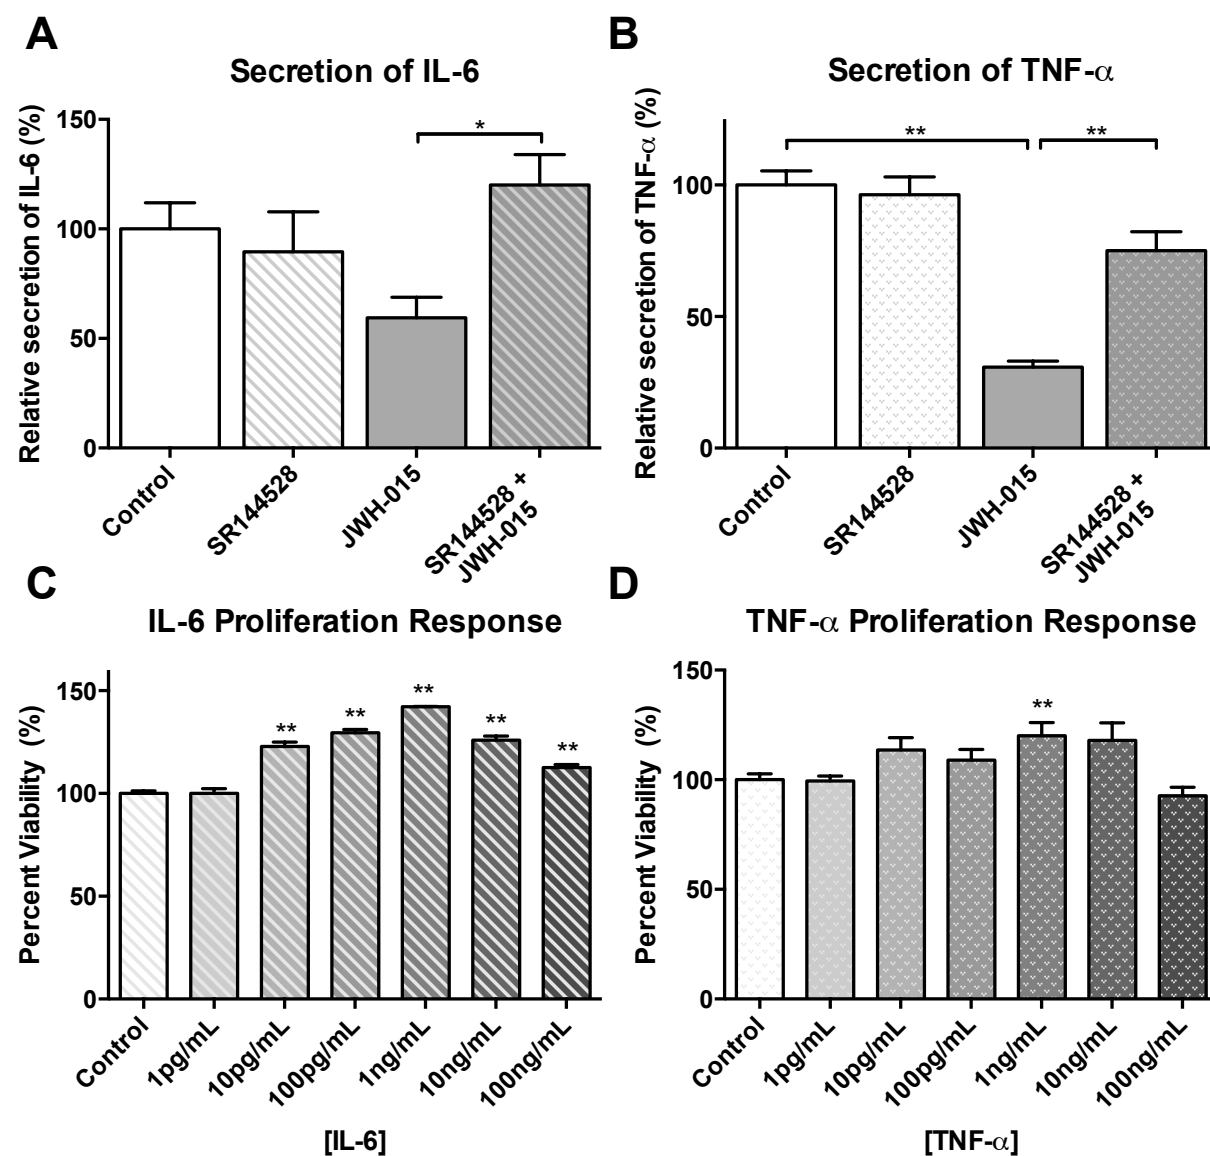 A
Secretion of IL-6
Relative secretion of IL-6 (%)
150
100
50
0
*
Control
SR144528
JWH-015
SR144528 +
JWH-015
B
Secretion of TNF-α
Relative secretion of TNF-α (%)
100
50
0
**
**
Control
SR144528
JWH-015
SR144528 +
JWH-015
C
IL-6 Proliferation Response
Percent Viability (%)
150
100
50
0
**
**
**
**
**
Control
1pg/mL
10pg/mL
100pg/mL
1ng/mL
10ng/mL
100ng/mL
[IL-6]
D
TNF-α Proliferation Response
Percent Viability (%)
150
100
50
0
**
Control
1pg/mL
10pg/mL
100pg/mL
1ng/mL
10ng/mL
100ng/mL
[TNF-α]